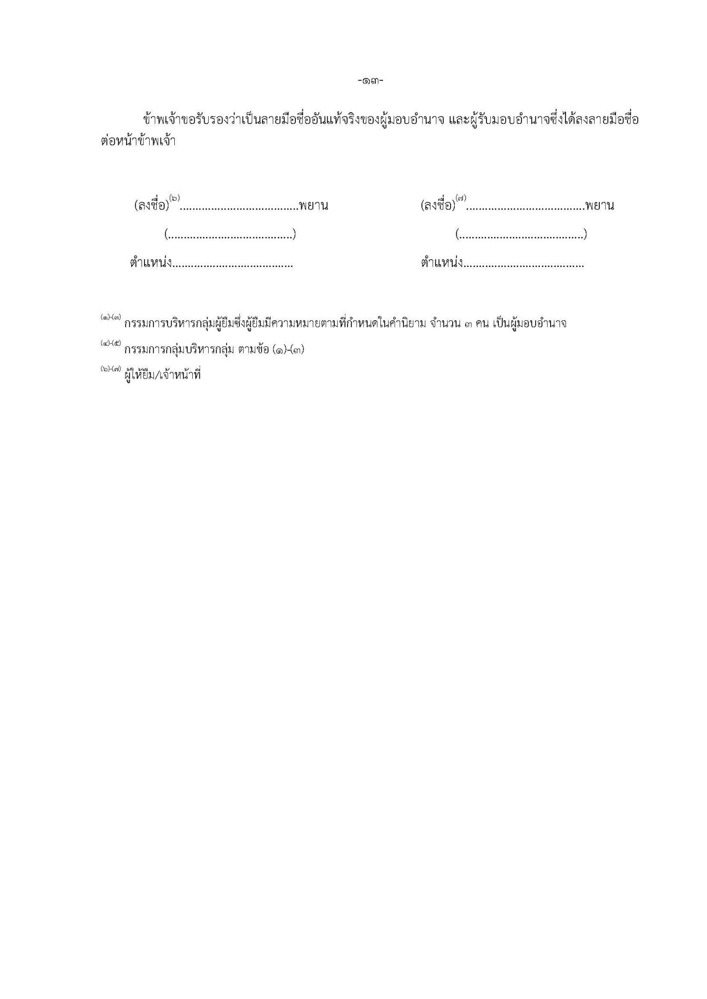 -๑๓-
ข้าพเจ้าขอรับรองว่าเป็นลายมือชื่ออันแท้จริงของผู้มอบอำนาจ และผู้รับมอบอำนาจซึ่งได้ลงลายมือชื่อ
ต่อหน้าข้าพเจ้า
(ลงชื่อ)(๖)......................................พยาน (ลงชื่อ)(๗)......................................พยาน
(........................................) (........................................)
ตำแหน่ง....................................... ตำแหน่ง.......................................
(๑)-(๓) กรรมการบริหารกลุ่มผู้ยืมซึ่งผู้ยืมมีความหมายตามที่กำหนดในคำนิยาม จำนวน ๓ คน เป็นผู้มอบอำนาจ
(๔)-(๕) กรรมการกลุ่มบริหารกลุ่ม ตามข้อ (๑)-(๓)
(๖)-(๗) ผู้ให้ยืม/เจ้าหน้าที่